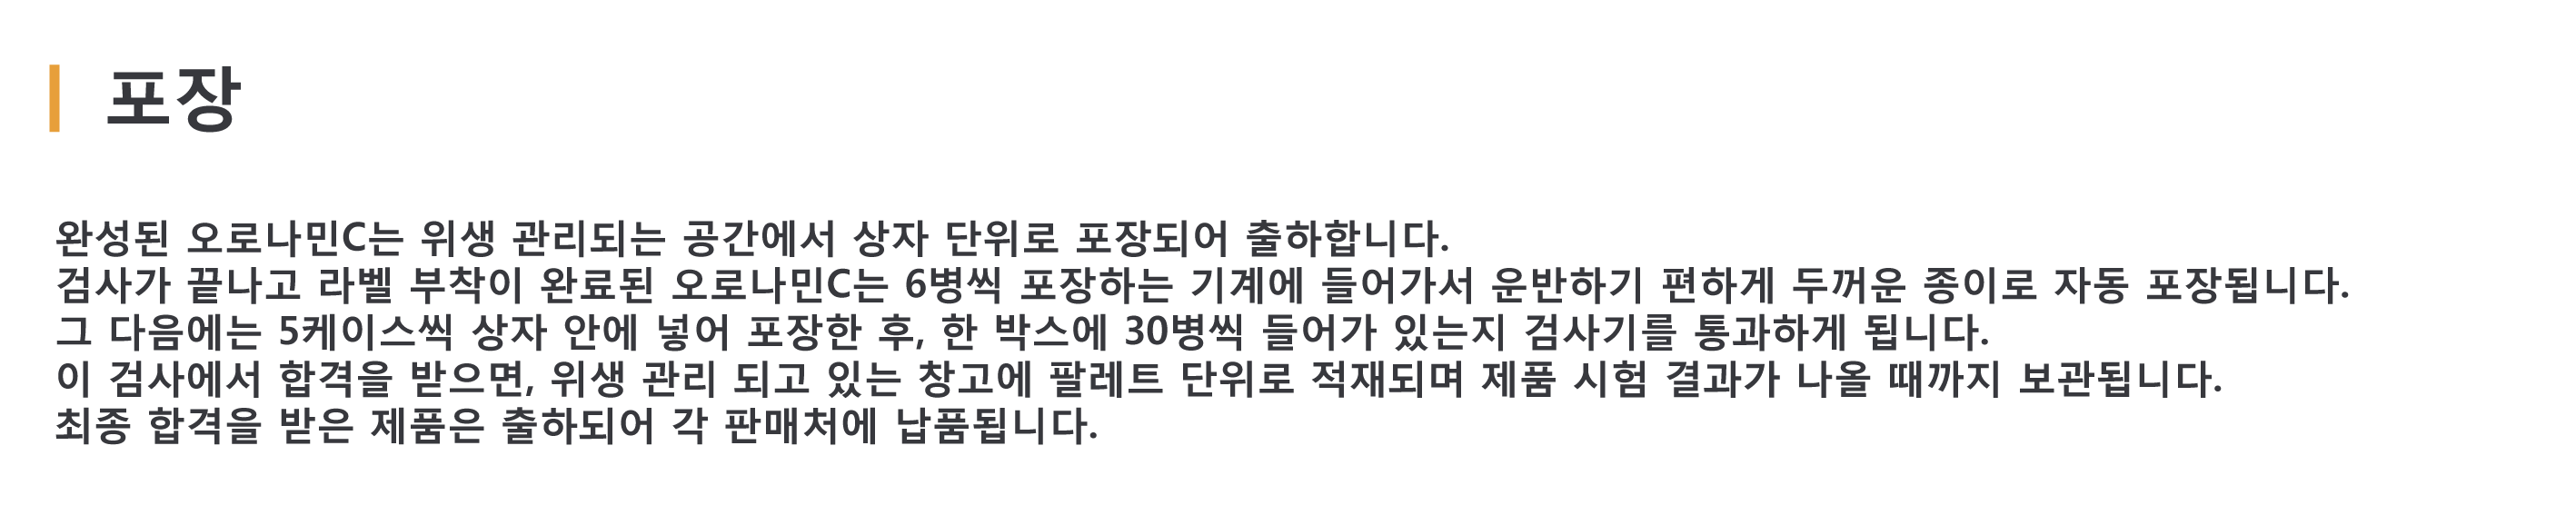 포장
완성된 오로나민C는 위생 관리되는 공간에서 상자 단위로 포장되어 출하합니다.
검사가 끝나고 라벨 부착이 완료된 오로나민C는 6병씩 포장하는 기계에 들어가서 운반하기 편하게 두꺼운 종이로 자동 포장됩니다.
그 다음에는 5케이스씩 상자 안에 넣어 포장한 후, 한 박스에 30병씩 들어가 있는지 검사기를 통과하게 됩니다.
이 검사에서 합격을 받으면, 위생 관리 되고 있는 창고에 팔레트 단위로 적재되며 제품 시험 결과가 나올 때까지 보관됩니다.
최종 합격을 받은 제품은 출하되어 각 판매처에 납품됩니다.